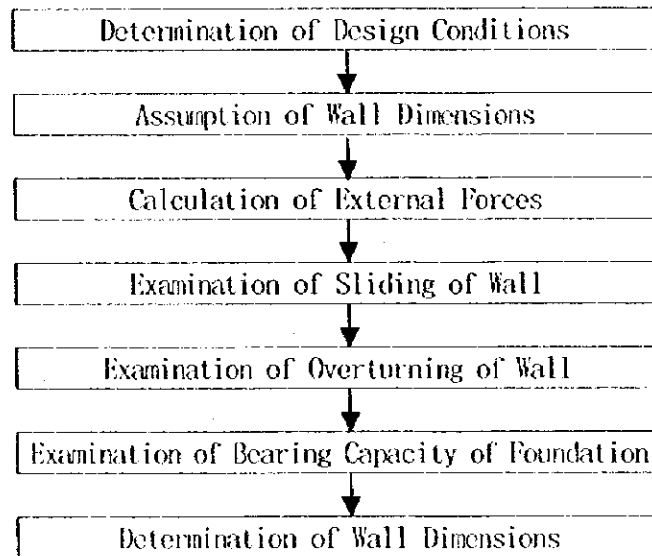 Determination of Design Conditions
Assumption of Wall Dimensions
Calculation of External Forces
Examination of Sliding of Wall
Examination of Overturning of Wall
Examination of Bearing Capacity of Foundation
Determination of Wall Dimensions